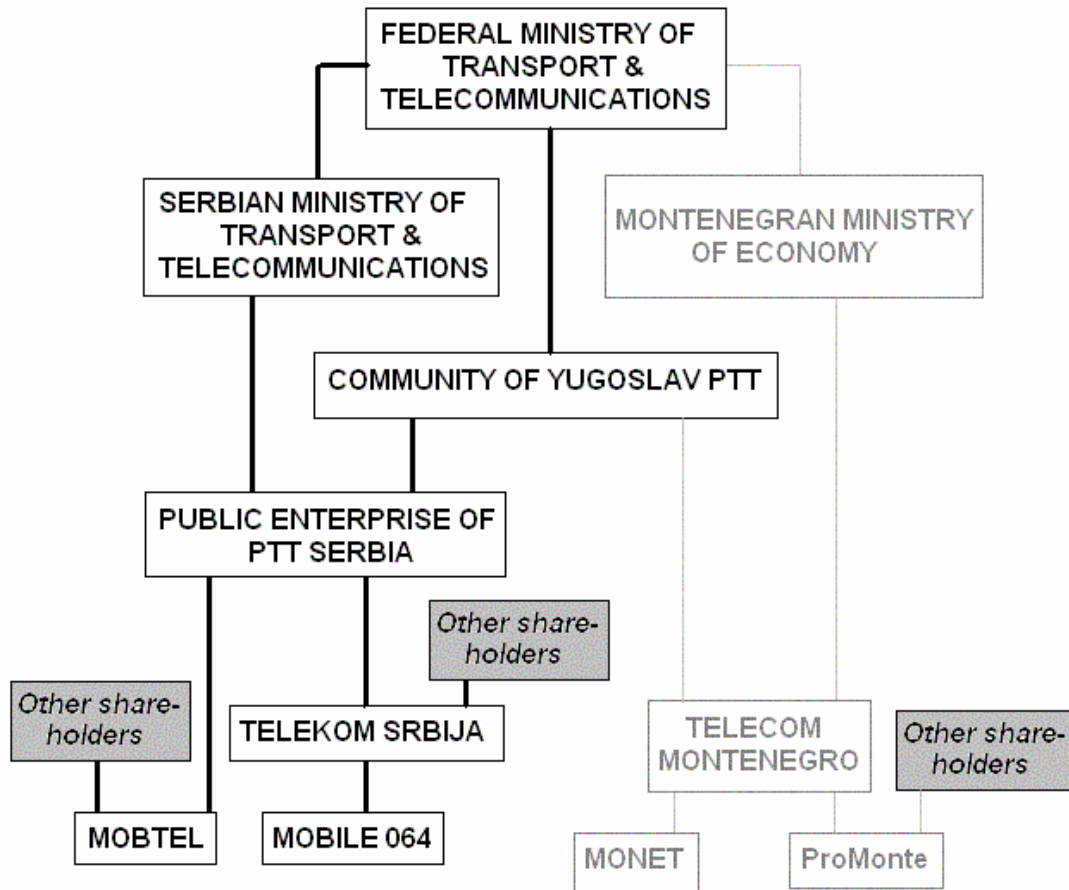 FEDERAL MINISTRY OF
TRANSPORT &
TELECOMMUNICATIONS
SERBIAN MINISTRY OF
TRANSPORT &
TELECOMMUNICATIONS
MONTENEGRAN MINISTRY
OF ECONOMY
COMMUNITY OF YUGOSLAV PTT
PUBLIC ENTERPRISE OF
PTT SERBIA
Other share-
holders
Other share-
holders
TELEKOM SRBIJA
TELECOM
MONTENEGRO
Other share-
holders
MOBTEL
MOBILE 064
MONET
ProMonte